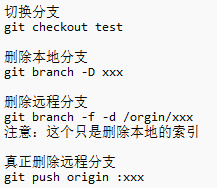 切换分支
git checkout test
删除本地分支
git branch -D xxx
删除远程分支
git branch -f -d /orgin/xxx
注意: 这个只是删除本地的索引
真正删除远程分支
git push origin :xxx